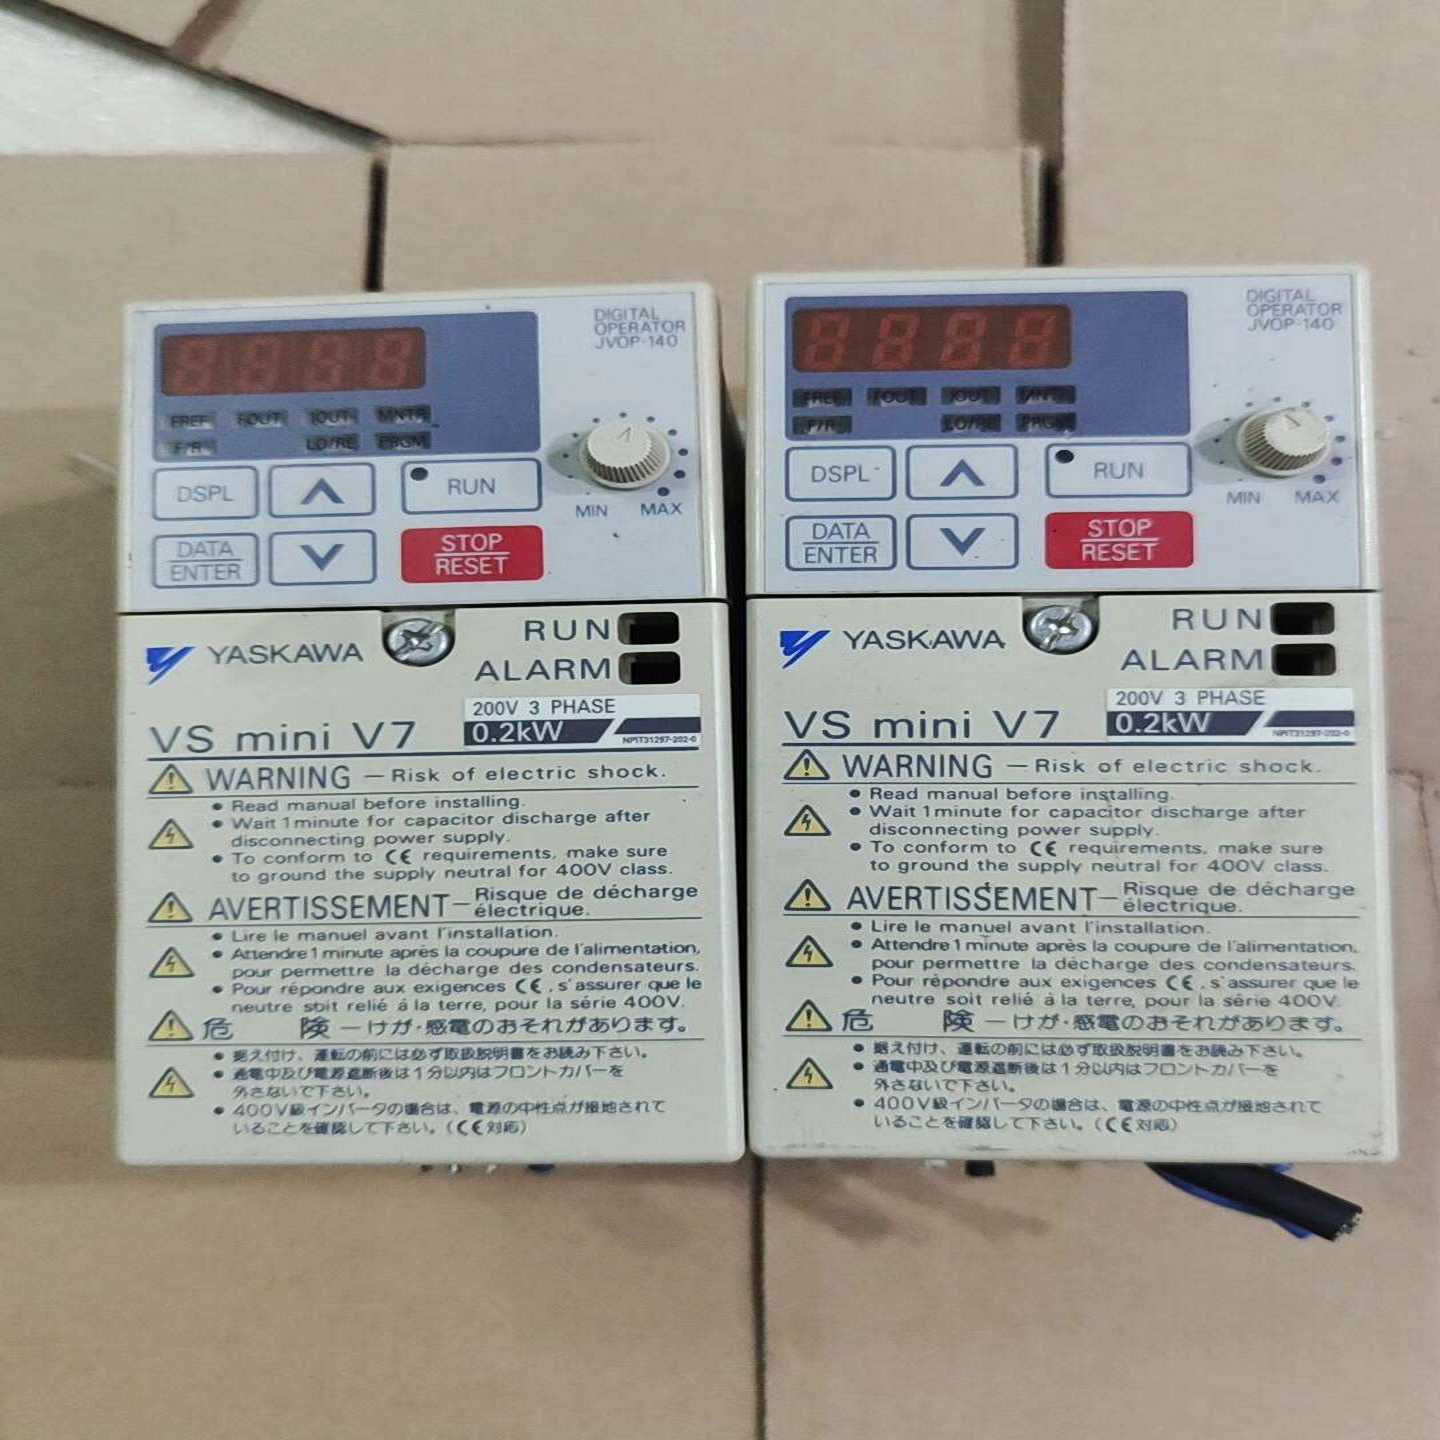 DIGITAL
OPERATOR
JVOP-140
FREF FOUT IOUT MNTR
F/R LO/RE PRGM
DSPL RUN
MIN MAX
DATA
ENTER
STOP
RESET
YASKAWA
RUN
ALARM
200V 3 PHASE
0.2kW
NPIT31297-202-0
VS mini V7
WARNING — Risk of electric shock.
• Read manual before installing.
• Wait 1 minute for capacitor discharge after
disconnecting power supply.
• To conform to CE requirements, make sure
to ground the supply neutral for 400V class.
AVERTISSEMENT — Risque de décharge
électrique.
• Lire le manuel avant l'installation.
• Attendre 1 minute après la coupure de l'alimentation,
pour permettre la décharge des condensateurs.
• Pour répondre aux exigences CE, s'assurer que le
neutre soit relié á la terre, pour la série 400V.
危 険 — けが・感電のおそれがあります。
• 据え付け、運転の前には必ず取扱説明書をお読み下さい。
• 通電中及び電源遮断後は1分以内はフロントカバーを
外さないで下さい。
• 400V級インバータの場合は、電源の中性点が接地されて
いることを確認して下さい。(CE対応)
DIGITAL
OPERATOR
JVOP-140
FREF FOUT IOUT MNTR
F/R LO/RE PRGM
DSPL RUN
MIN MAX
DATA
ENTER
STOP
RESET
YASKAWA
RUN
ALARM
200V 3 PHASE
0.2kW
NPIT31297-202-0
VS mini V7
WARNING — Risk of electric shock.
• Read manual before installing.
• Wait 1 minute for capacitor discharge after
disconnecting power supply.
• To conform to CE requirements, make sure
to ground the supply neutral for 400V class.
AVERTISSEMENT — Risque de décharge
électrique.
• Lire le manuel avant l'installation.
• Attendre 1 minute après la coupure de l'alimentation,
pour permettre la décharge des condensateurs.
• Pour répondre aux exigences CE, s'assurer que le
neutre soit relié á la terre, pour la série 400V.
危 険 — けが・感電のおそれがあります。
• 据え付け、運転の前には必ず取扱説明書をお読み下さい。
• 通電中及び電源遮断後は1分以内はフロントカバーを
外さないで下さい。
• 400V級インバータの場合は、電源の中性点が接地されて
いることを確認して下さい。(CE対応)